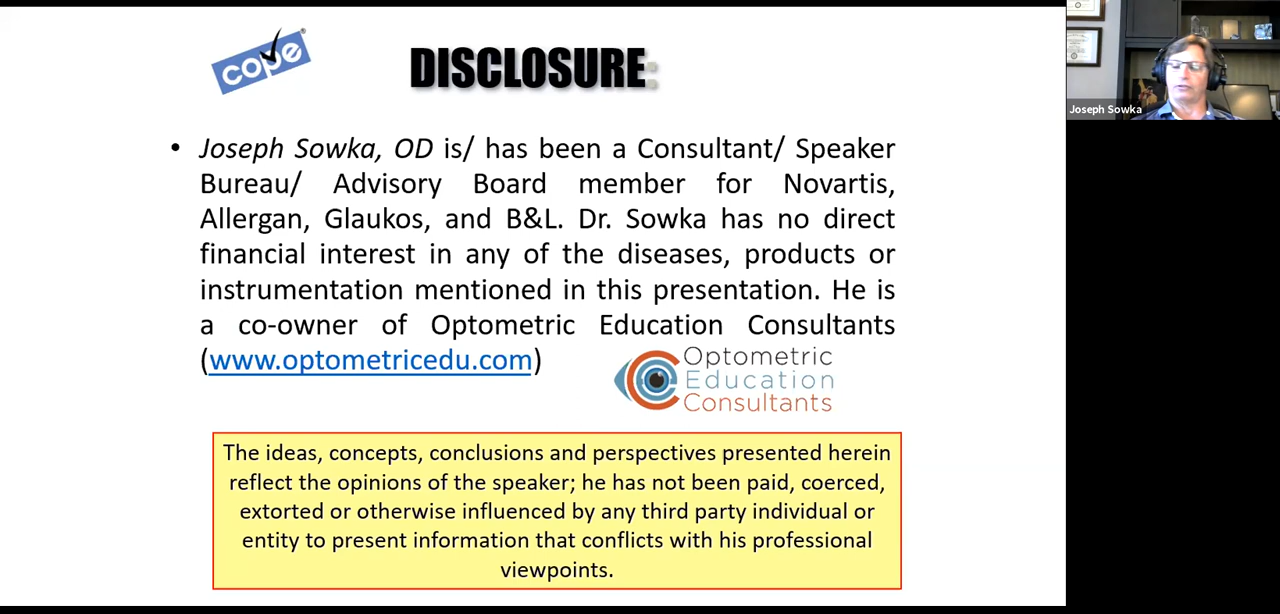 cope
DISCLOSURE:
• Joseph Sowka, OD is/ has been a Consultant/ Speaker
Bureau/ Advisory Board member for Novartis,
Allergan, Glaukos, and B&L. Dr. Sowka has no direct
financial interest in any of the diseases, products or
instrumentation mentioned in this presentation. He is
a co-owner of Optometric Education Consultants
(www.optometricedu.com)
Optometric
Education
Consultants
The ideas, concepts, conclusions and perspectives presented herein
reflect the opinions of the speaker; he has not been paid, coerced,
extorted or otherwise influenced by any third party individual or
entity to present information that conflicts with his professional
viewpoints.
Joseph Sowka